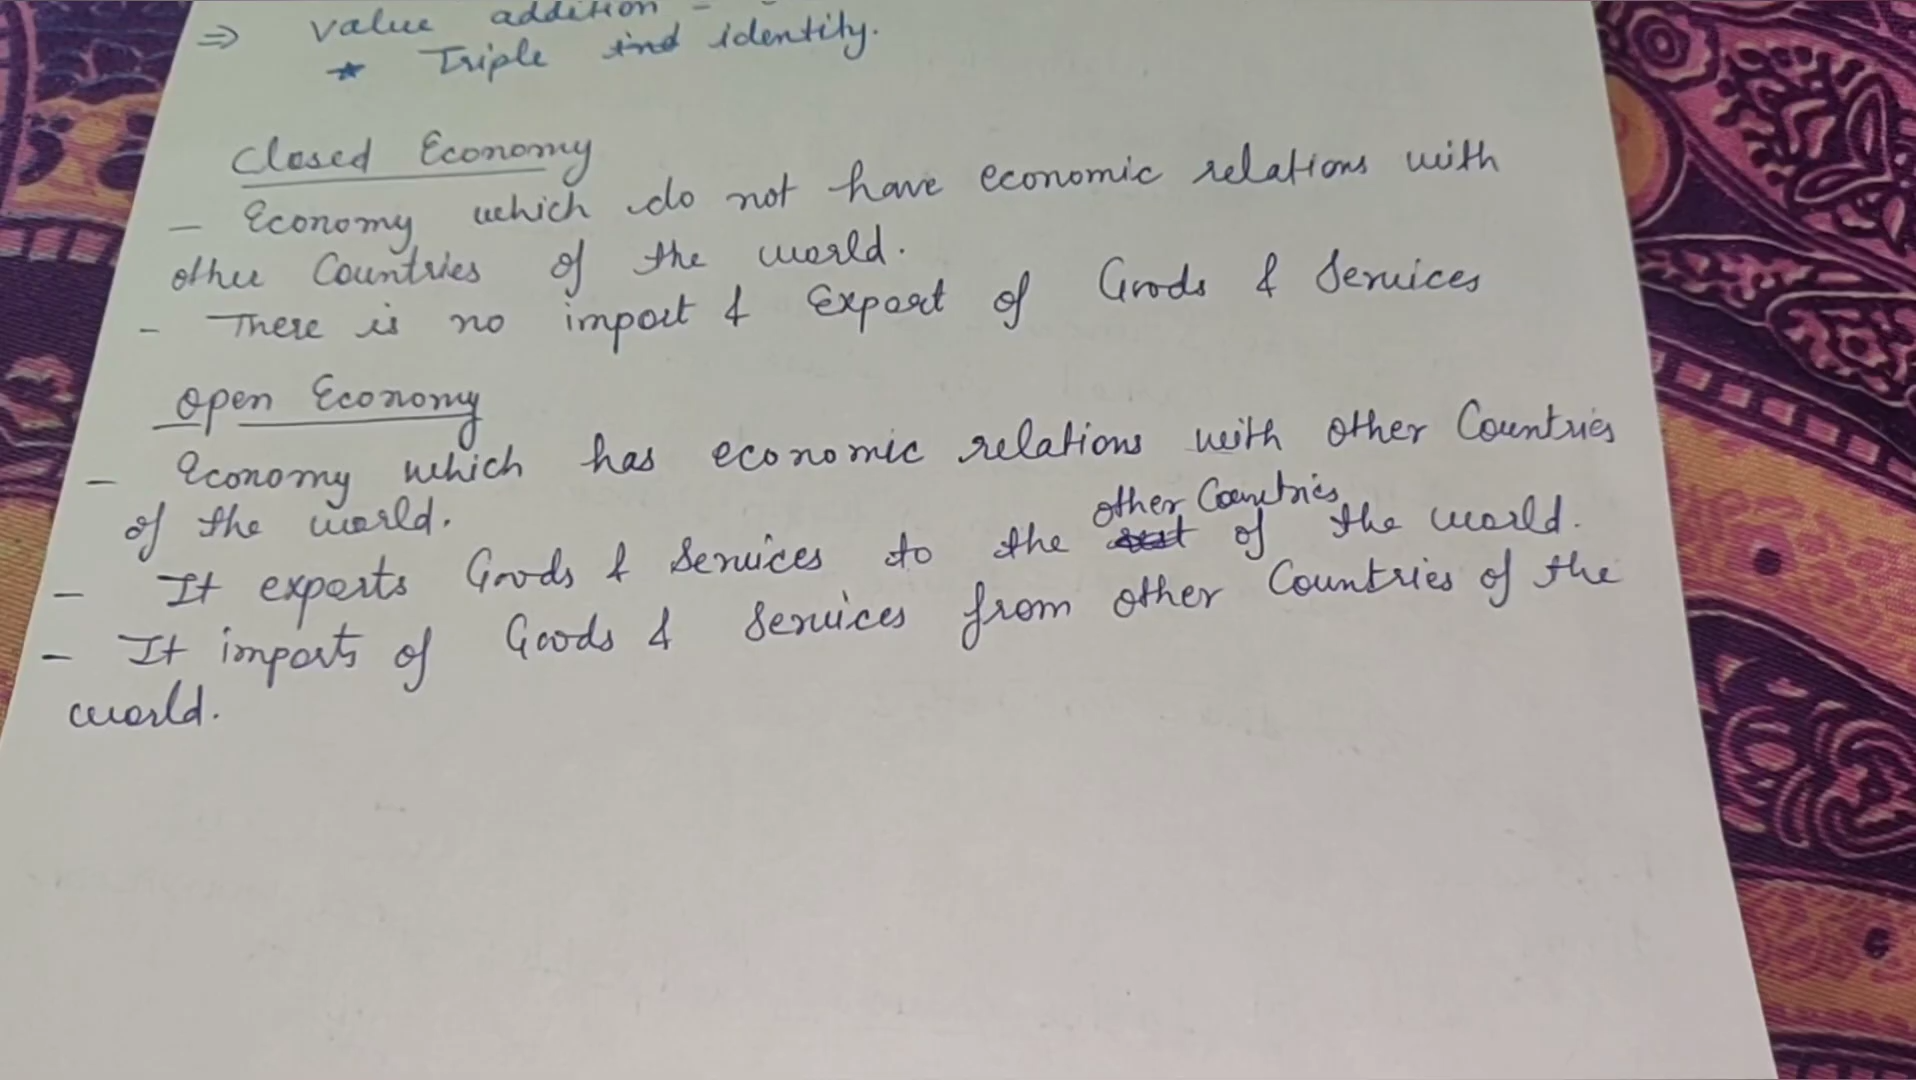 ⇒ value addition -
* Triple ind identity.
Closed Economy
- Economy which do not have economic relations with
other Countries of the world.
- There is no import & Export of Goods & Services
Open Economy
- Economy which has economic relations with other Countries
of the world.
other Countries
- It exports Goods & Services to the rest of the world.
- It imports of Goods & Services from other Countries of the
world.